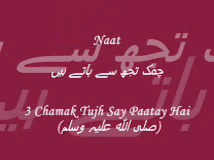 Naat
چمک تجھ سے پاتے ہیں
3 Chamak Tujh Say Paatay Hai
(صلی اللہ علیہ وسلم)